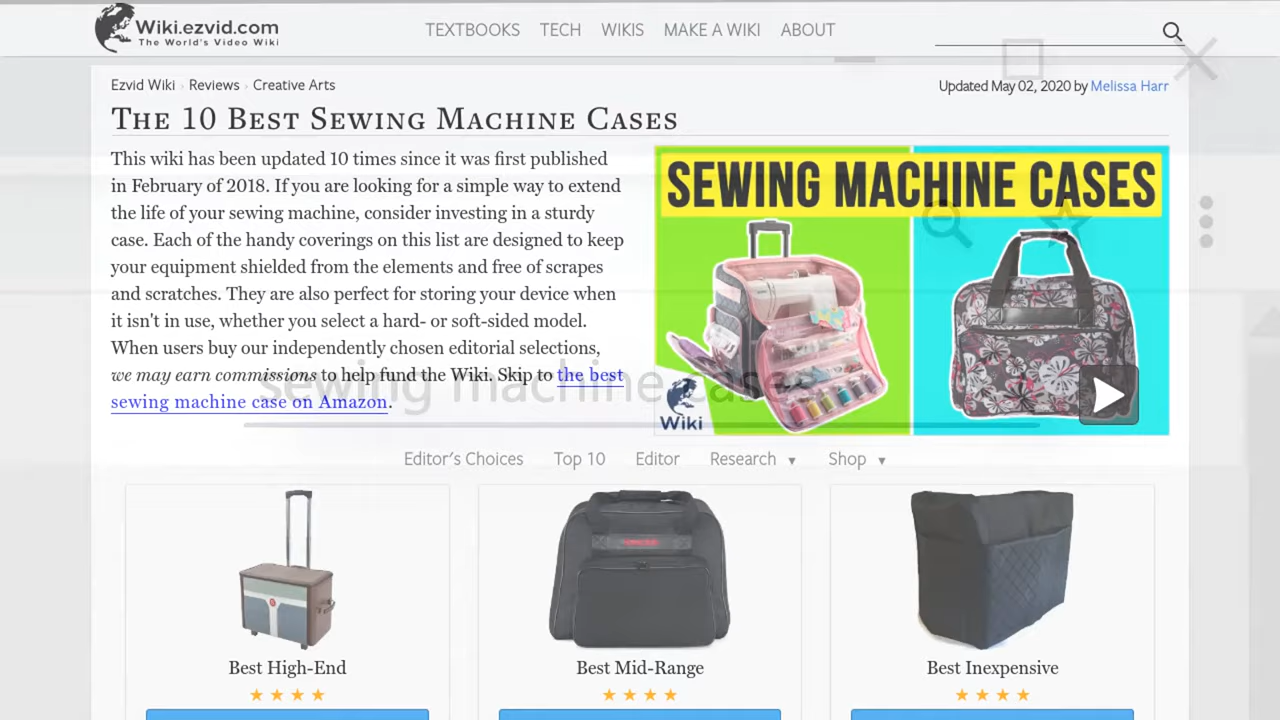 Wiki.ezvid.com
The World's Video Wiki
TEXTBOOKS TECH WIKIS MAKE A WIKI ABOUT
Ezvid Wiki › Reviews › Creative Arts
Updated May 02, 2020 by Melissa Harr
The 10 Best Sewing Machine Cases
This wiki has been updated 10 times since it was first published
in February of 2018. If you are looking for a simple way to extend
the life of your sewing machine, consider investing in a sturdy
case. Each of the handy coverings on this list are designed to keep
your equipment shielded from the elements and free of scrapes
and scratches. They are also perfect for storing your device when
it isn't in use, whether you select a hard- or soft-sided model.
When users buy our independently chosen editorial selections,
we may earn commissions to help fund the Wiki. Skip to the best
sewing machine case on Amazon.
SEWING MACHINE CASES
Wiki
sewing machine cases
Editor's Choices Top 10 Editor Research ▼ Shop ▼
Best High-End
Best Mid-Range
Best Inexpensive